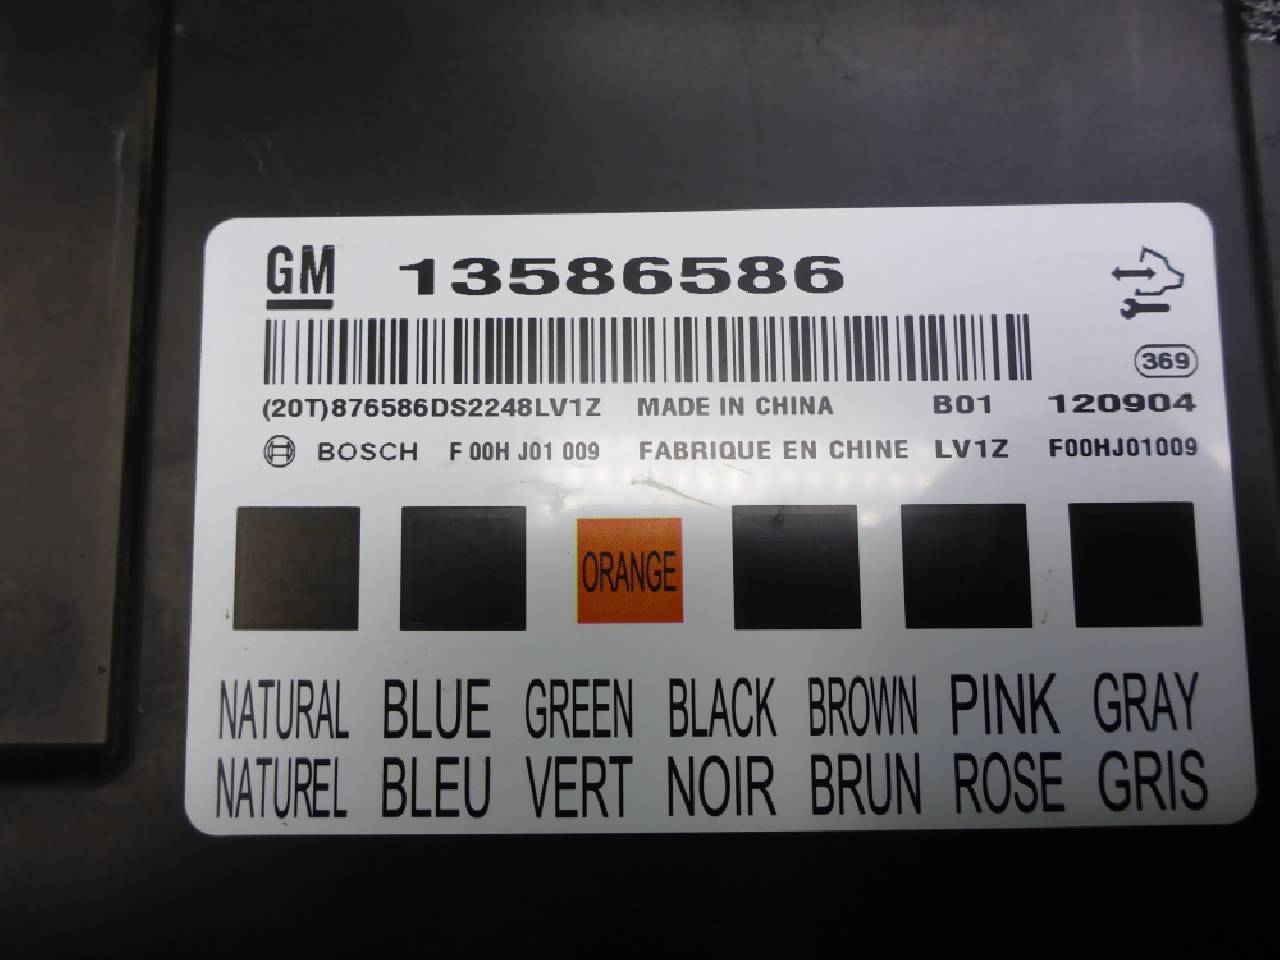 GM 13586586
369
(20T)876586DS2248LV1Z MADE IN CHINA B01 120904
BOSCH F 00H J01 009 FABRIQUE EN CHINE LV1Z F00HJ01009
ORANGE
NATURAL BLUE GREEN BLACK BROWN PINK GRAY
NATUREL BLEU VERT NOIR BRUN ROSE GRIS